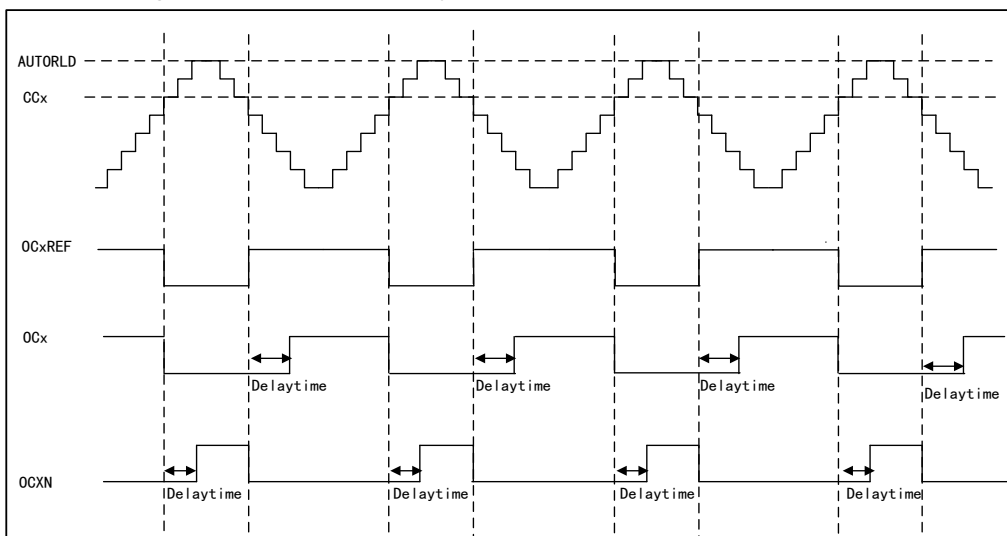 AUTORLD
CCx
OCxREF
OCx
Delaytime
Delaytime
Delaytime
Delaytime
OCXN
Delaytime
Delaytime
Delaytime
Delaytime